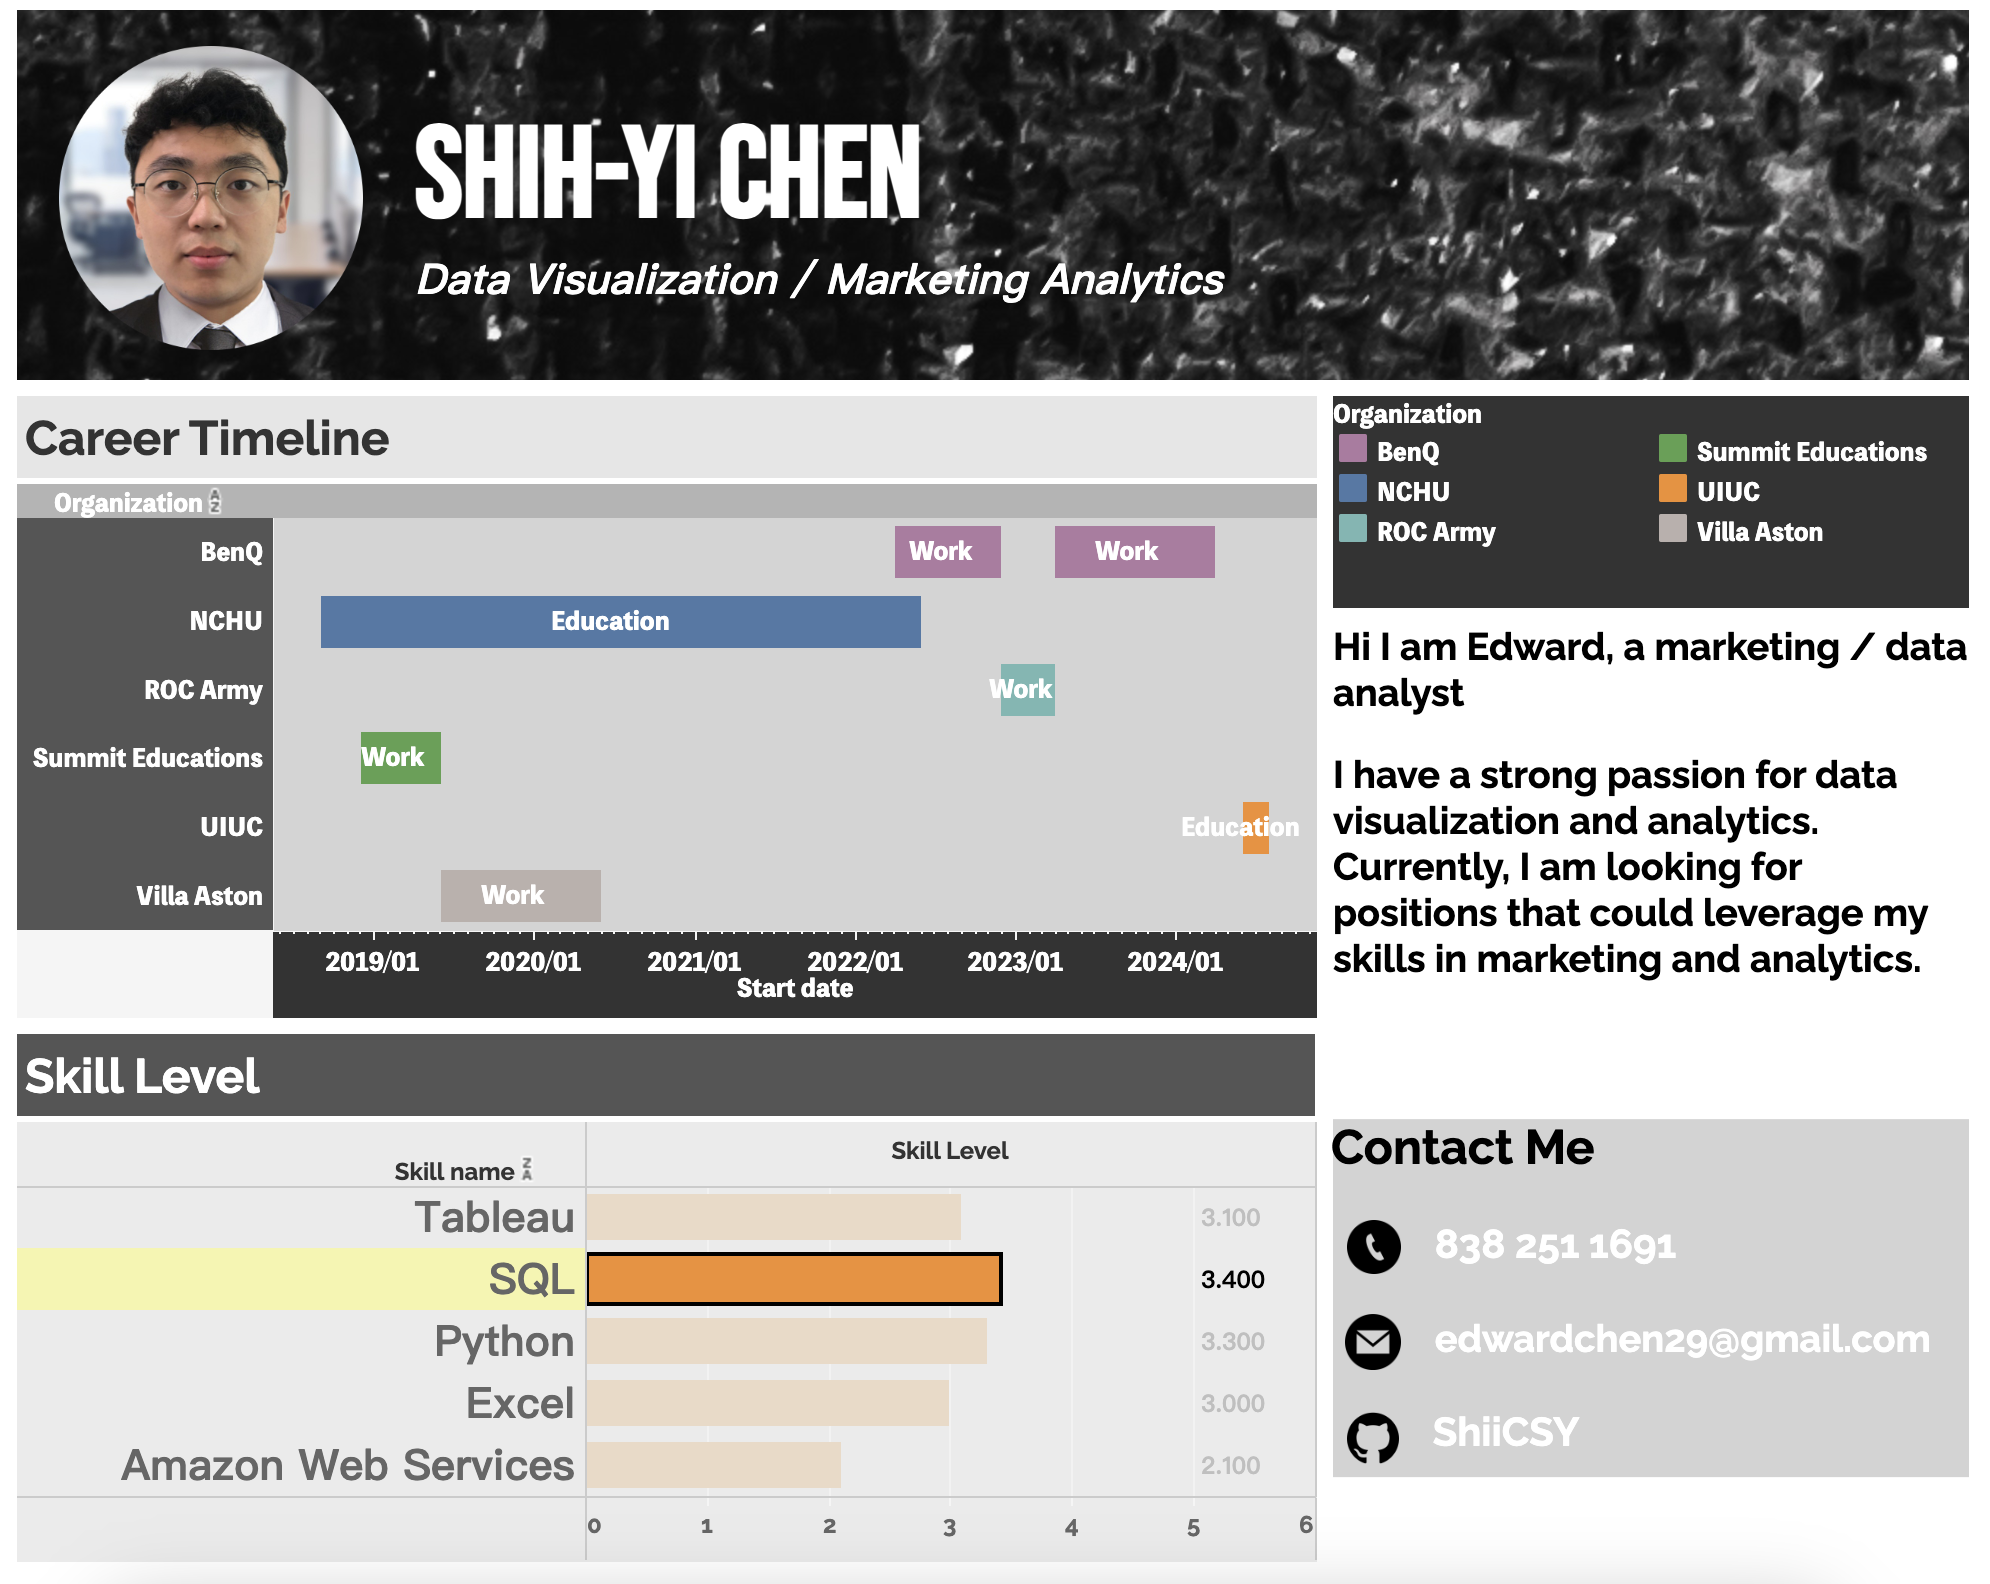 SHIH-YI CHEN
Data Visualization / Marketing Analytics
Career Timeline
Organization
BenQ
Work
Work
NCHU
Education
ROC Army
Work
Summit Educations
Work
UIUC
Education
Villa Aston
Work
2019/01
2020/01
2021/01
2022/01
2023/01
2024/01
Start date
Organization
BenQ
Summit Educations
NCHU
UIUC
ROC Army
Villa Aston
Hi I am Edward, a marketing / data
analyst
I have a strong passion for data
visualization and analytics.
Currently, I am looking for
positions that could leverage my
skills in marketing and analytics.
Skill Level
Skill name
Skill Level
Tableau
3.100
SQL
3.400
Python
3.300
Excel
3.000
Amazon Web Services
2.100
0
1
2
3
4
5
6
Contact Me
838 251 1691
edwardchen29@gmail.com
ShiiCSY